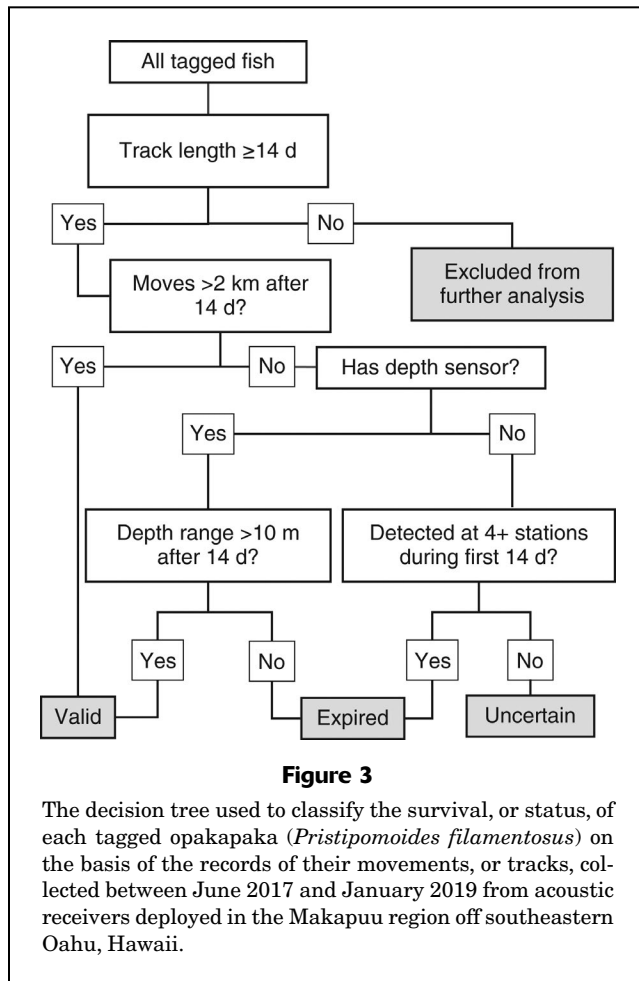 All tagged fish
Track length ≥14 d
Yes
No
Excluded from
further analysis
Moves >2 km after
14 d?
Yes
No
Has depth sensor?
Yes
No
Depth range >10 m
after 14 d?
Detected at 4+ stations
during first 14 d?
Yes
No
Yes
No
Valid
Expired
Uncertain
Figure 3
The decision tree used to classify the survival, or status, of
each tagged opakapaka (Pristipomoides filamentosus) on
the basis of the records of their movements, or tracks, col-
lected between June 2017 and January 2019 from acoustic
receivers deployed in the Makapuu region off southeastern
Oahu, Hawaii.